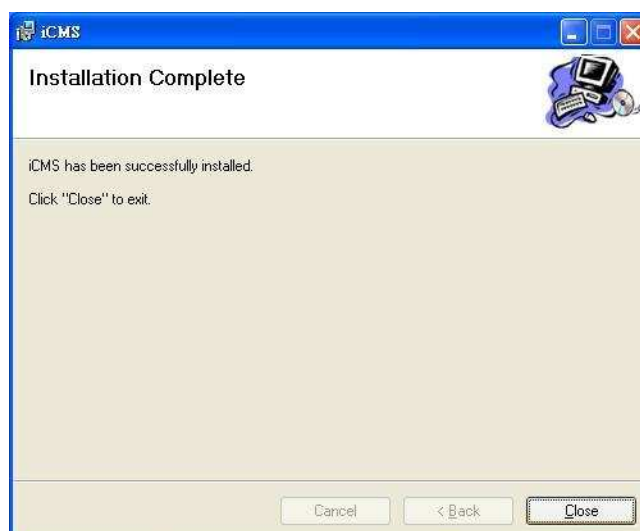 iCMS
Installation Complete
iCMS has been successfully installed.
Click "Close" to exit.
Cancel
< Back
Close